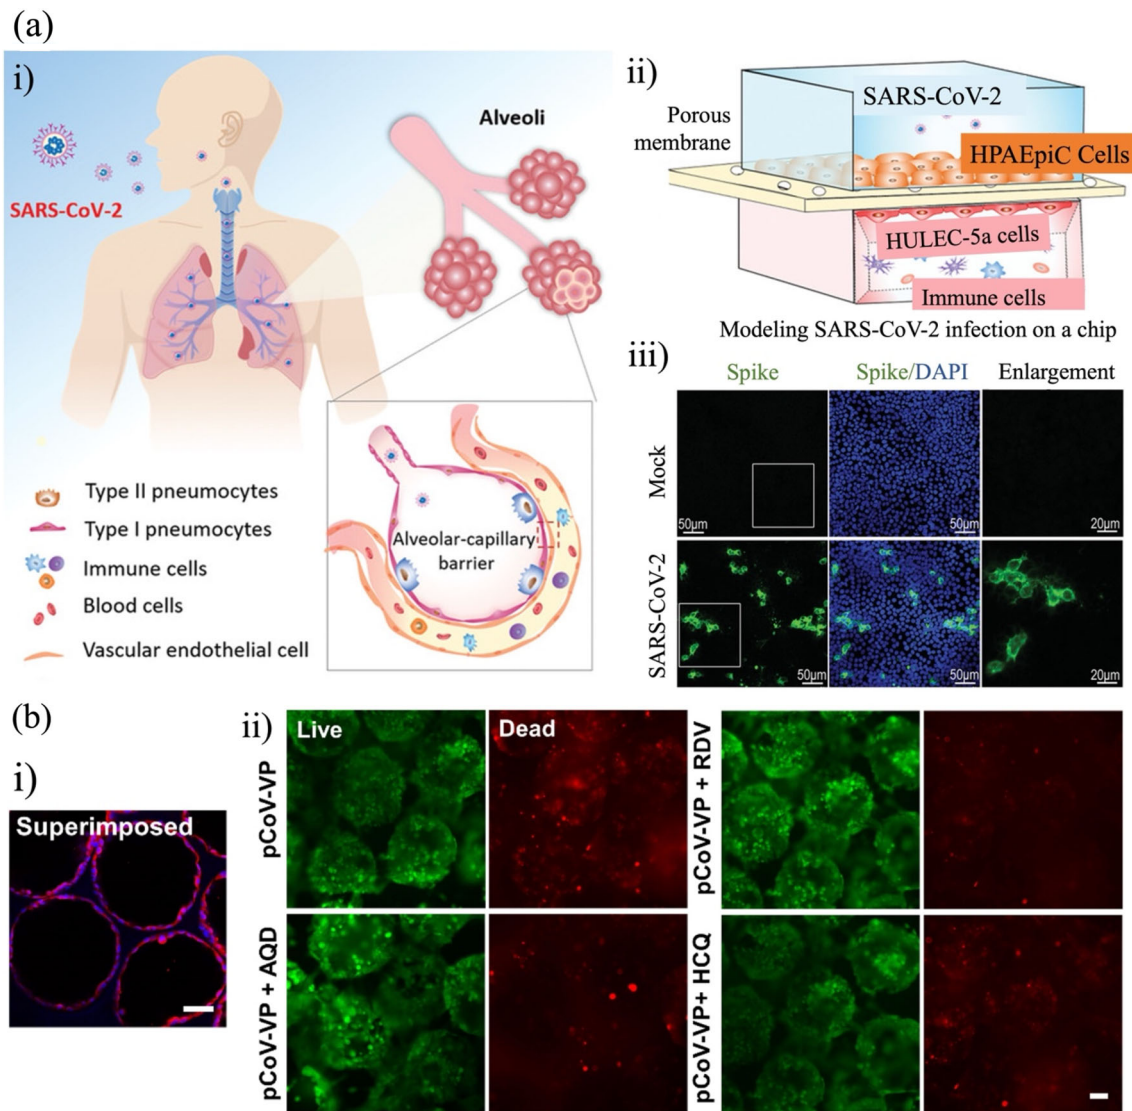 (a)
i)
SARS-CoV-2
Alveoli
Alveolar-capillary
barrier
Type II pneumocytes
Type I pneumocytes
Immune cells
Blood cells
Vascular endothelial cell
ii)
Porous
membrane
SARS-CoV-2
HPAEpiC Cells
HULEC-5a cells
Immune cells
Modeling SARS-CoV-2 infection on a chip
iii)
Spike
Spike/DAPI
Enlargement
Mock
50μm
50μm
20μm
SARS-CoV-2
50μm
50μm
20μm
(b)
i)
Superimposed
ii)
Live
Dead
pCoV-VP
pCoV-VP + RDV
pCoV-VP + AQD
pCoV-VP+ HCQ